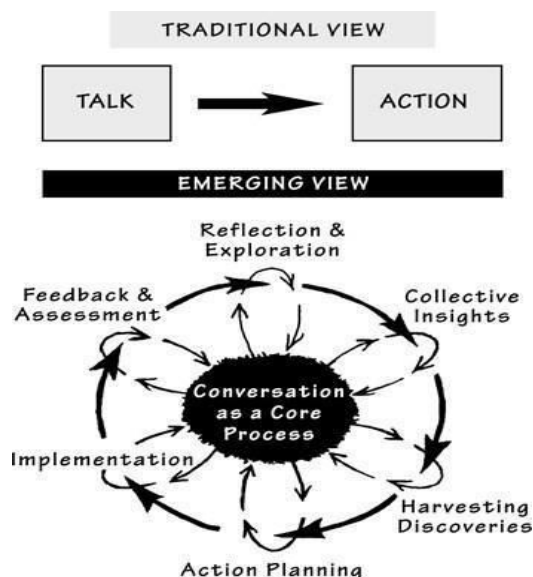 TRADITIONAL VIEW
TALK
ACTION
EMERGING VIEW
Reflection &
Exploration
Feedback &
Assessment
Collective
Insights
Conversation
as a Core
Process
Implementation
Harvesting
Discoveries
Action Planning